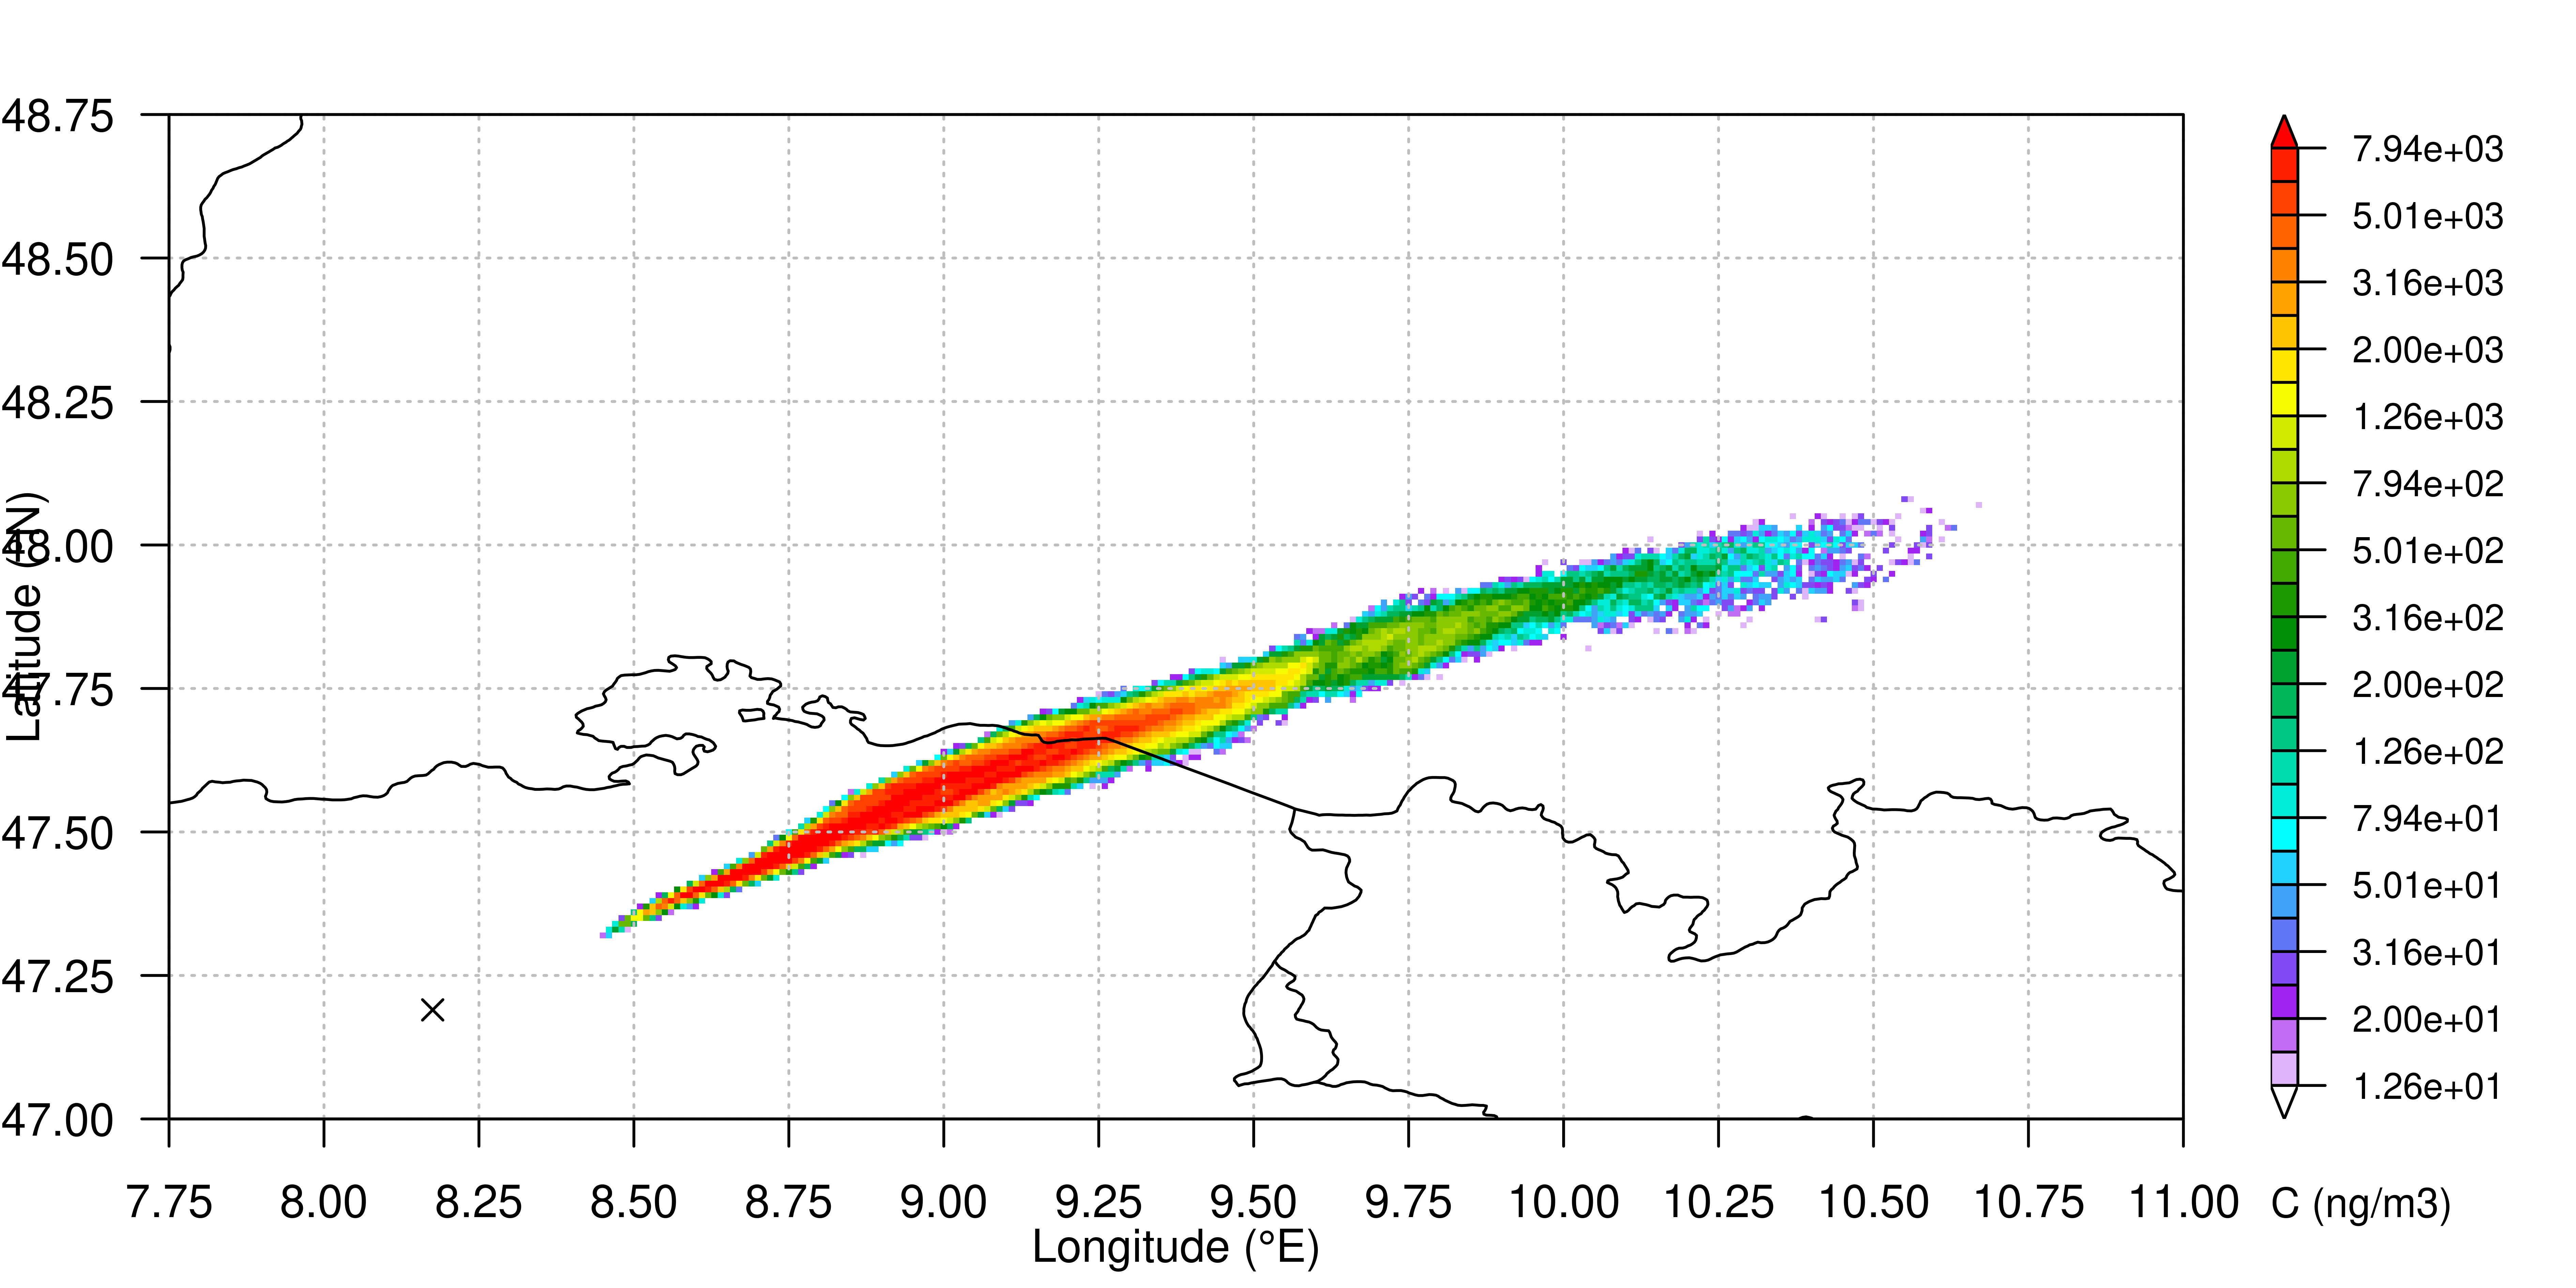 48.75
48.50
48.25
48.00
47.75
47.50
47.25
47.00
Latitude (°N)
7.75 8.00 8.25 8.50 8.75 9.00 9.25 9.50 9.75 10.00 10.25 10.50 10.75 11.00
Longitude (°E)
7.94e+03
5.01e+03
3.16e+03
2.00e+03
1.26e+03
7.94e+02
5.01e+02
3.16e+02
2.00e+02
1.26e+02
7.94e+01
5.01e+01
3.16e+01
2.00e+01
1.26e+01
C (ng/m3)